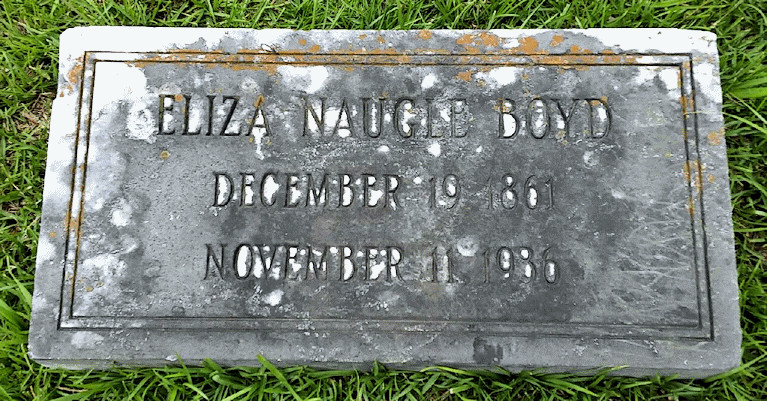 ELIZA NAUGLE BOYD
DECEMBER 19 1861
NOVEMBER 11 1936